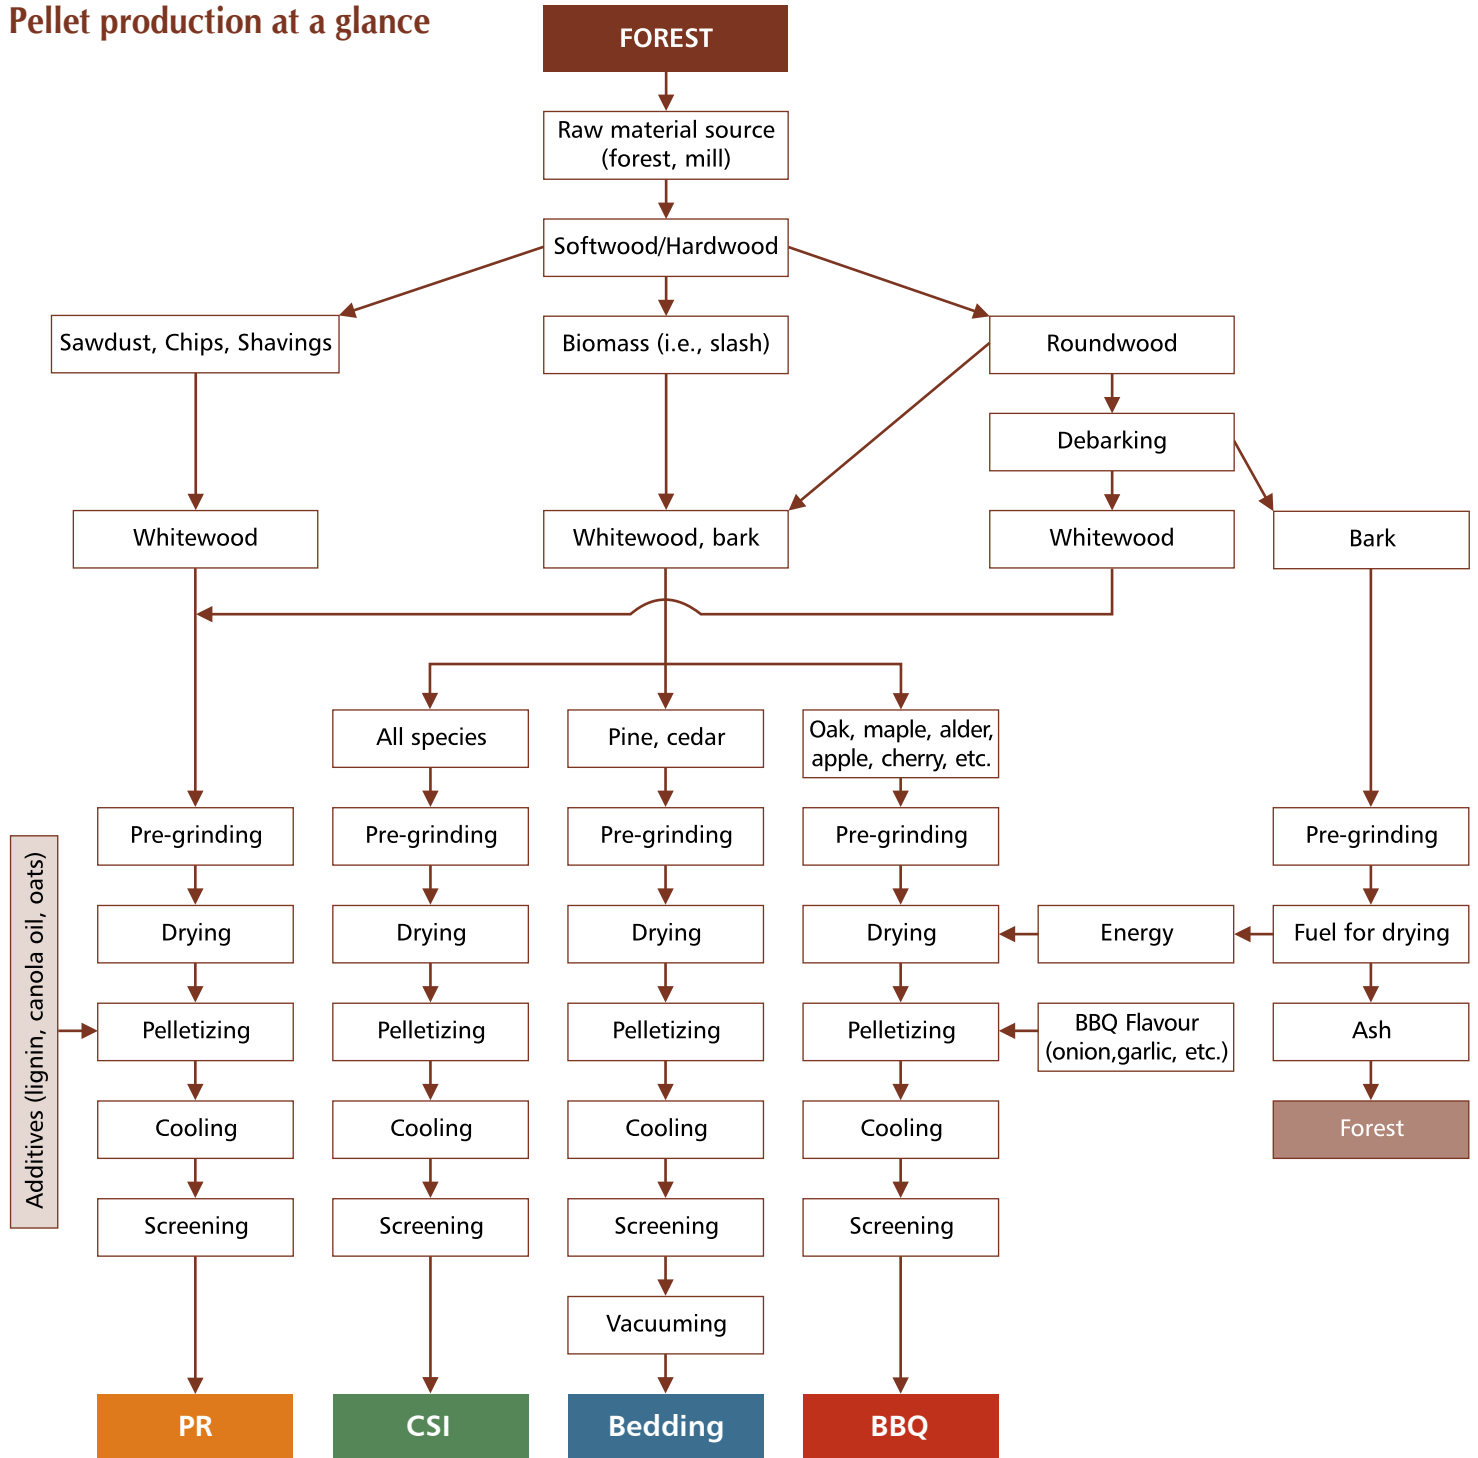 Pellet production at a glance
FOREST
Raw material source
(forest, mill)
Softwood/Hardwood
Sawdust, Chips, Shavings
Biomass (i.e., slash)
Roundwood
Debarking
Whitewood
Whitewood, bark
Whitewood
Bark
All species
Pine, cedar
Oak, maple, alder,
apple, cherry, etc.
Pre-grinding
Pre-grinding
Pre-grinding
Pre-grinding
Pre-grinding
Additives (lignin, canola oil, oats)
Drying
Drying
Drying
Drying
Energy
Fuel for drying
Pelletizing
Pelletizing
Pelletizing
Pelletizing
BBQ Flavour
(onion,garlic, etc.)
Ash
Cooling
Cooling
Cooling
Cooling
Forest
Screening
Screening
Screening
Screening
Vacuuming
PR
CSI
Bedding
BBQ